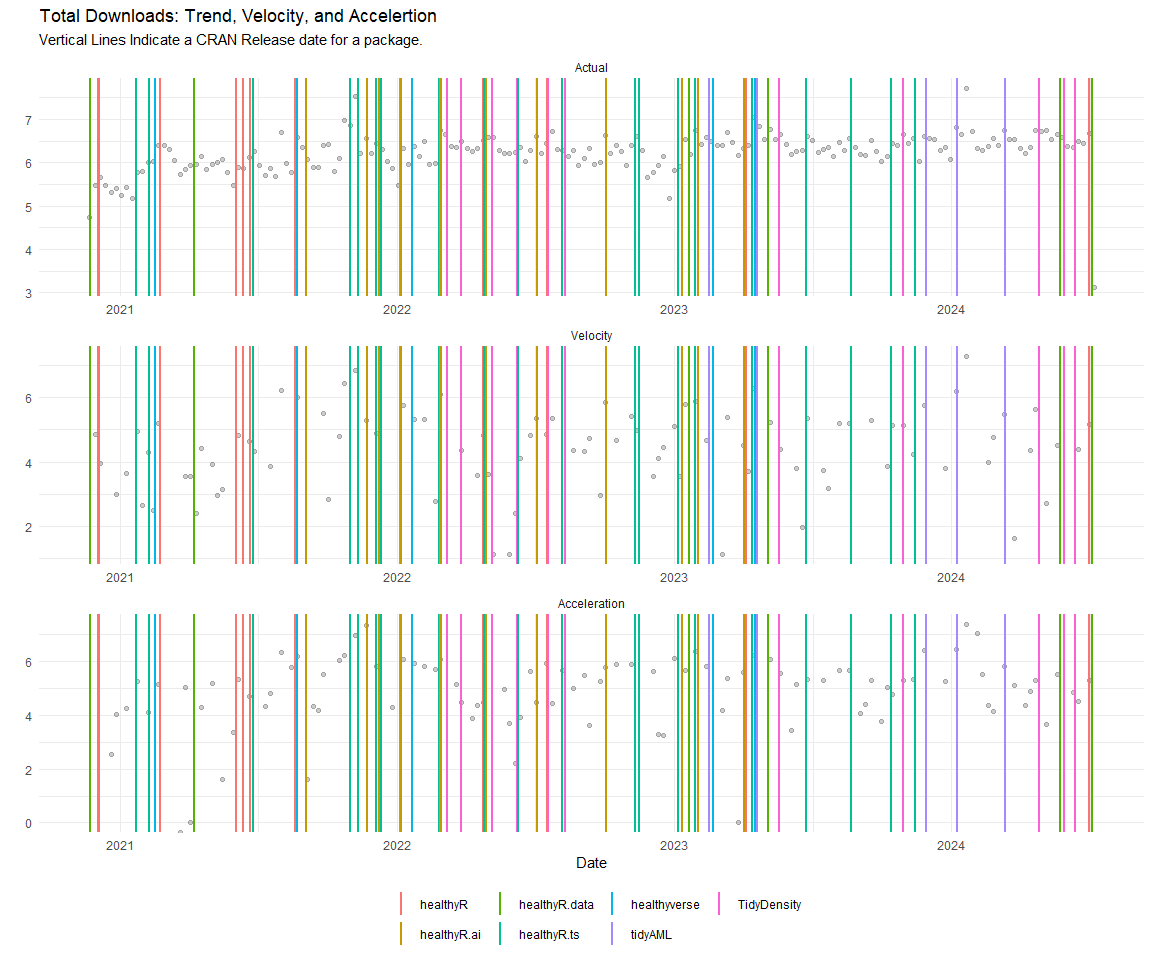 Total Downloads: Trend, Velocity, and Accelertion
Vertical Lines Indicate a CRAN Release date for a package.
Actual
7
6
5
4
3
2021 2022 2023 2024
Velocity
6
4
2
2021 2022 2023 2024
Acceleration
6
4
2
0
2021 2022 2023 2024
Date
healthyR healthyR.data healthyverse TidyDensity
healthyR.ai healthyR.ts tidyAML